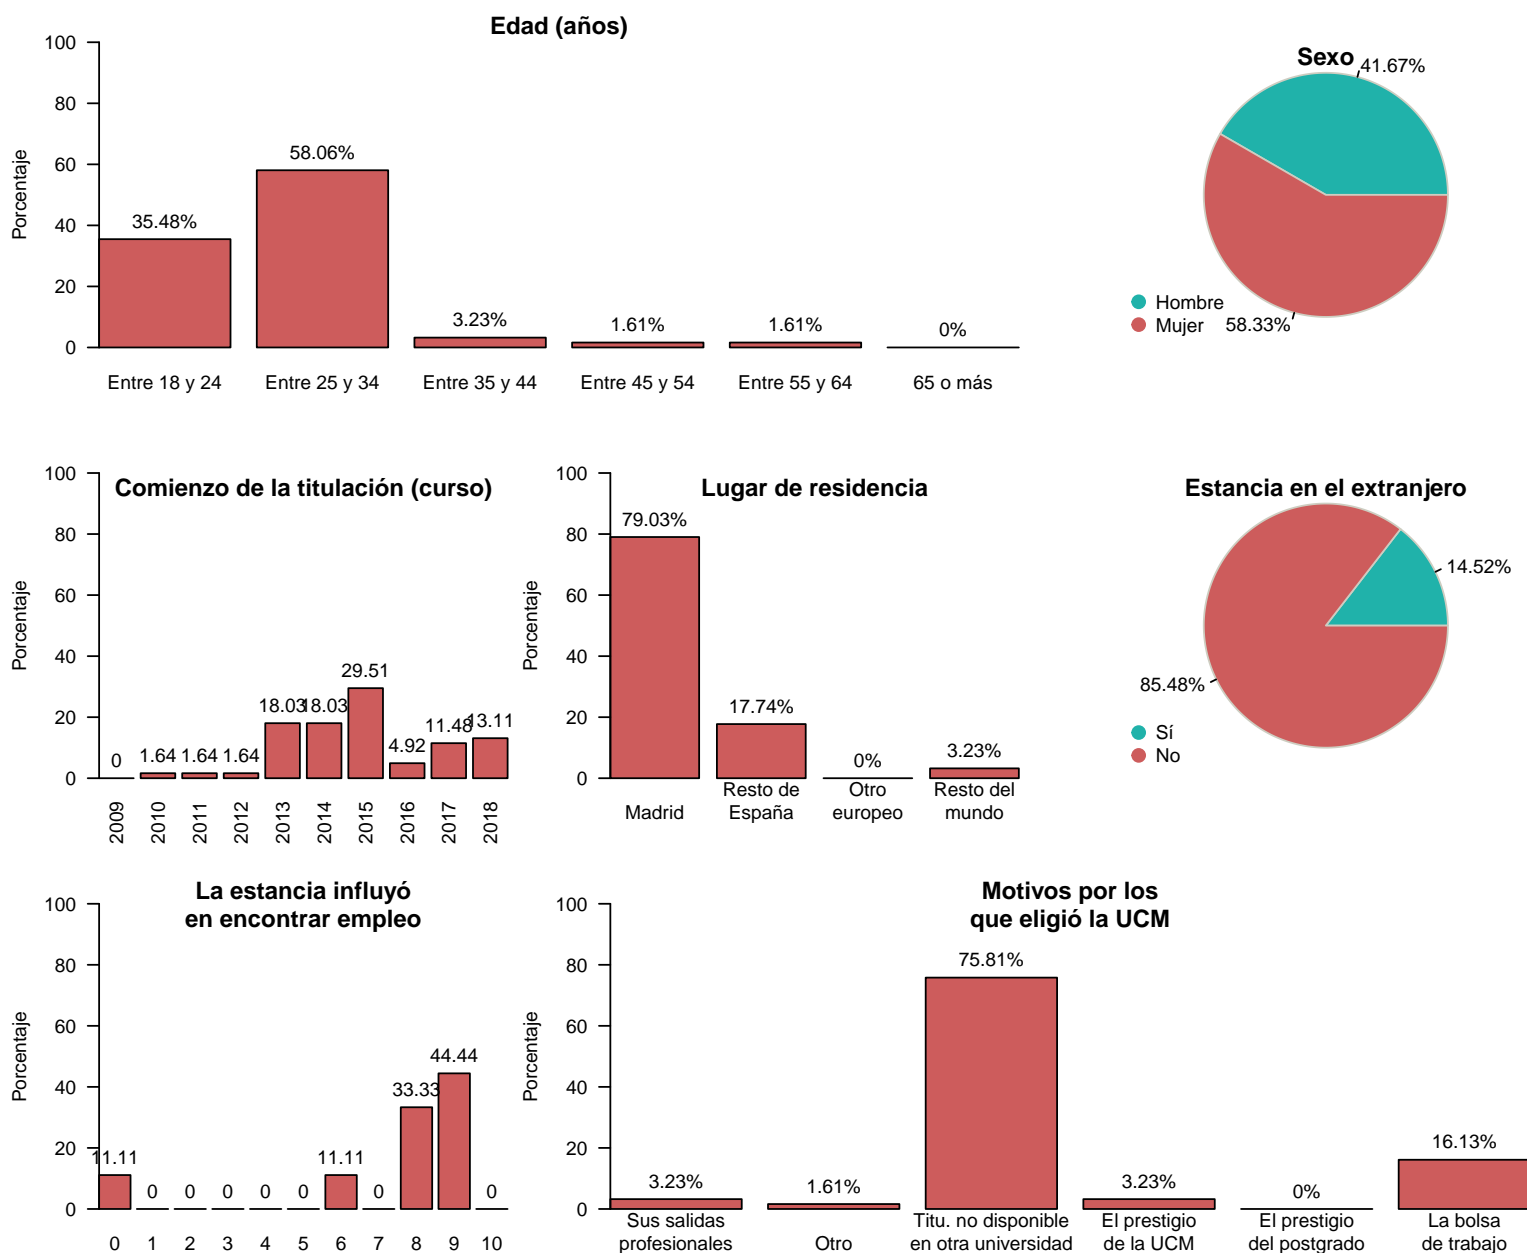 Edad (años)
Porcentaje
100
80
60
40
20
0
35.48%
58.06%
3.23%
1.61%
1.61%
0%
Entre 18 y 24
Entre 25 y 34
Entre 35 y 44
Entre 45 y 54
Entre 55 y 64
65 o más
Sexo
41.67%
58.33%
Hombre
Mujer
Comienzo de la titulación (curso)
Porcentaje
100
80
60
40
20
0
0
1.64
1.64
1.64
18.03
18.03
29.51
4.92
11.48
13.11
2009
2010
2011
2012
2013
2014
2015
2016
2017
2018
Lugar de residencia
Porcentaje
100
80
60
40
20
0
79.03%
17.74%
0%
3.23%
Madrid
Resto de
España
Otro
europeo
Resto del
mundo
Estancia en el extranjero
14.52%
85.48%
Sí
No
La estancia influyó
en encontrar empleo
Porcentaje
100
80
60
40
20
0
11.11
0
0
0
0
0
11.11
0
33.33
44.44
0
0
1
2
3
4
5
6
7
8
9
10
Motivos por los
que eligió la UCM
Porcentaje
100
80
60
40
20
0
3.23%
1.61%
75.81%
3.23%
0%
16.13%
Sus salidas
profesionales
Otro
Titu. no disponible
en otra universidad
El prestigio
de la UCM
El prestigio
del postgrado
La bolsa
de trabajo